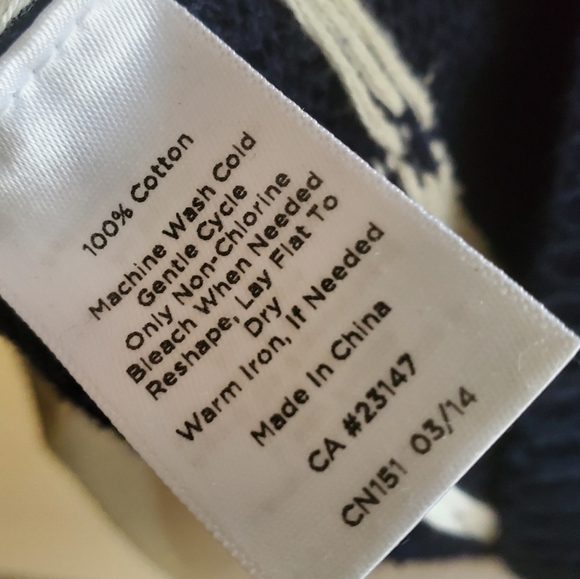 100% Cotton
Machine Wash Cold
Gentle Cycle
Only Non-Chlorine
Bleach When Needed
Reshape, Lay Flat To
Dry
Warm Iron, If Needed
Made In China
CA #23147
CN151 03/14